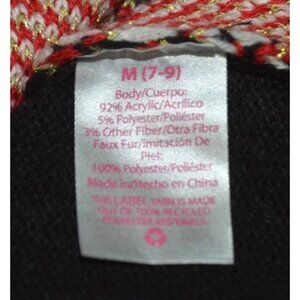 M (7-9)
Body/Cuerpo:
92% Acrylic/Acrílico
5% Polyester/Poliéster
3% Other Fiber/Otra Fibra
Faux Fur/Imitación De
Piel:
100% Polyester/Poliéster
Made in/Hecho en China
THIS LABEL YARN IS MADE
OUT OF 100% RECYCLED
POLYESTER MATERIALS